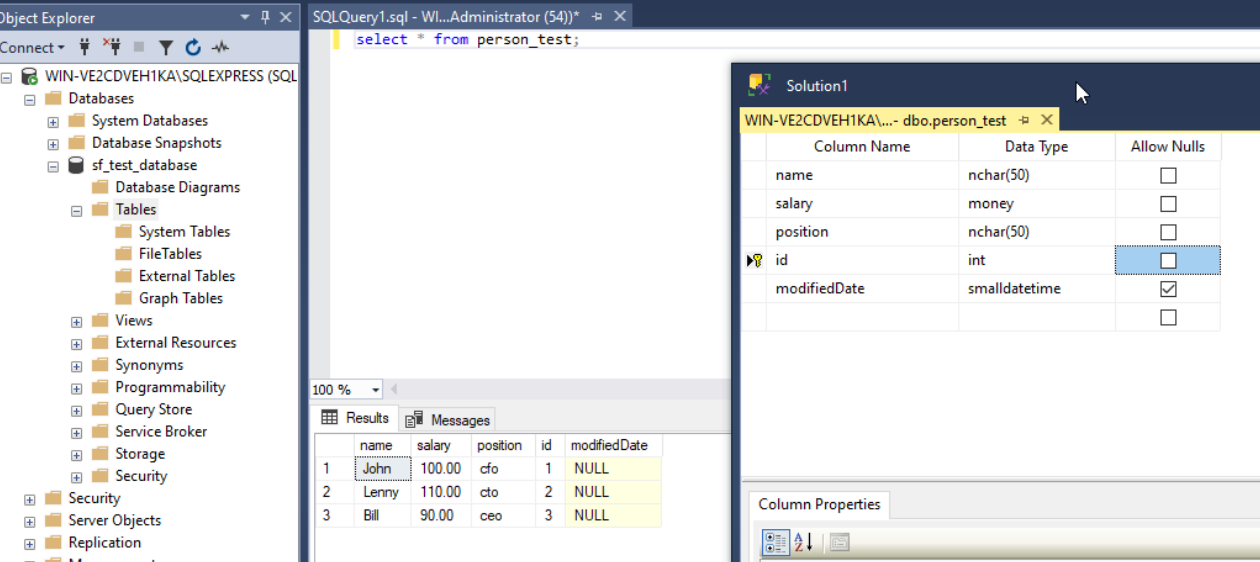 Object Explorer
Connect
WIN-VE2CDVEH1KA\SQLEXPRESS (SQL
Databases
System Databases
Database Snapshots
sf_test_database
Database Diagrams
Tables
System Tables
FileTables
External Tables
Graph Tables
Views
External Resources
Synonyms
Programmability
Query Store
Service Broker
Storage
Security
Security
Server Objects
Replication
SQLQuery1.sql - WI...Administrator (54))*
select * from person_test;
100 %
Results Messages
name salary position id modifiedDate
1 John 100.00 cfo 1 NULL
2 Lenny 110.00 cto 2 NULL
3 Bill 90.00 ceo 3 NULL
Solution1
WIN-VE2CDVEH1KA\...- dbo.person_test
Column Name Data Type Allow Nulls
name nchar(50)
salary money
position nchar(50)
id int
modifiedDate smalldatetime
Column Properties